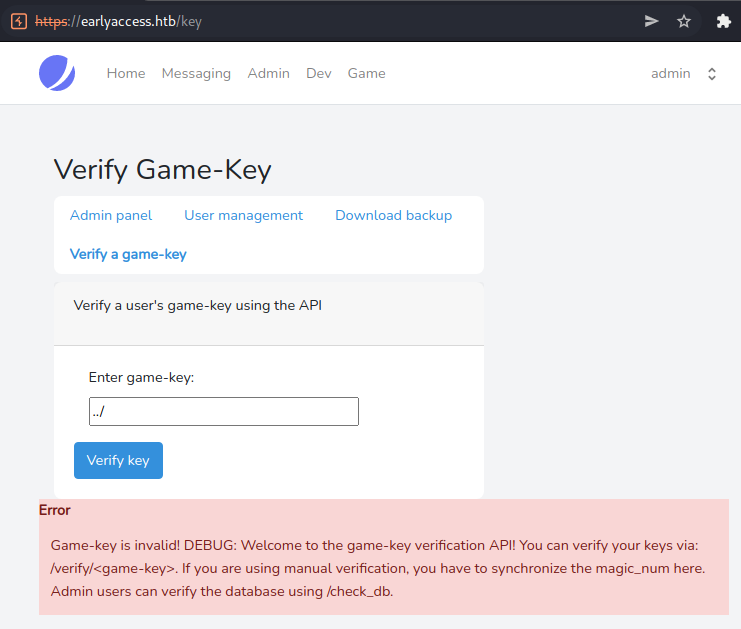 https://earlyaccess.htb/key
Home Messaging Admin Dev Game admin
Verify Game-Key
Admin panel User management Download backup
Verify a game-key
Verify a user's game-key using the API
Enter game-key:
../
Verify key
Error
Game-key is invalid! DEBUG: Welcome to the game-key verification API! You can verify your keys via:
/verify/<game-key>. If you are using manual verification, you have to synchronize the magic_num here.
Admin users can verify the database using /check_db.